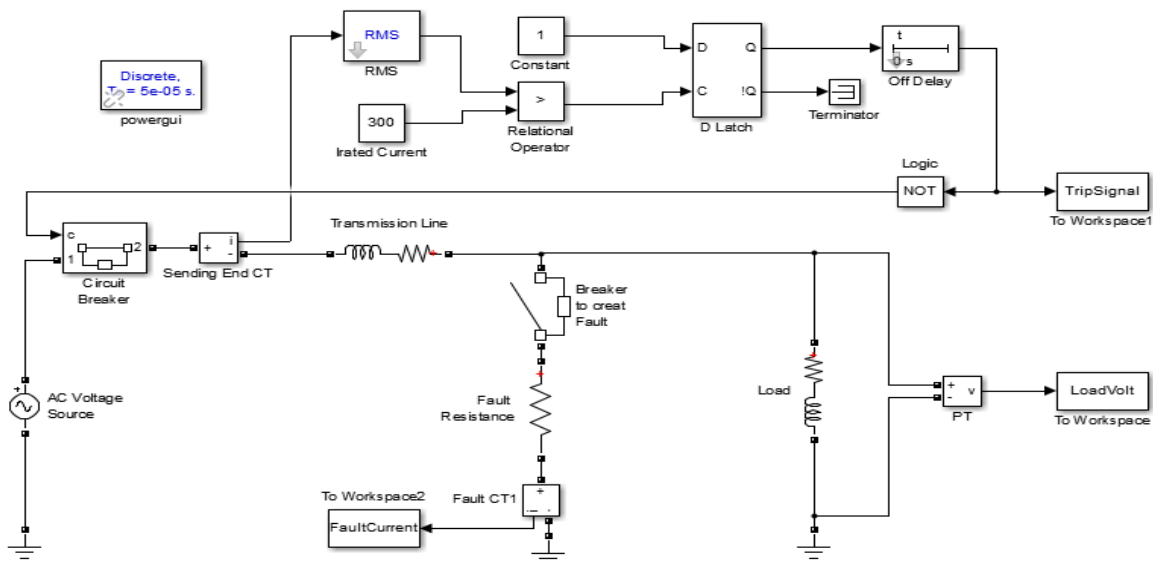 RMS
RMS
1
Constant
D
Q
C
!Q
D Latch
t
0 s
Off Delay
Discrete,
= 5e-05 s.
powergui
300
Irated Current
>
Relational
Operator
Terminator
Logic
NOT
TripSignal
To Workspace1
c
1
2
Circuit
Breaker
+
i
-
Sending End CT
Transmission Line
Breaker
to creat
Fault
+
AC Voltage
Source
Fault
Resistance
Load
+
-
v
PT
LoadVolt
To Workspace
To Workspace2
FaultCurrent
Fault CT1
+
i
-